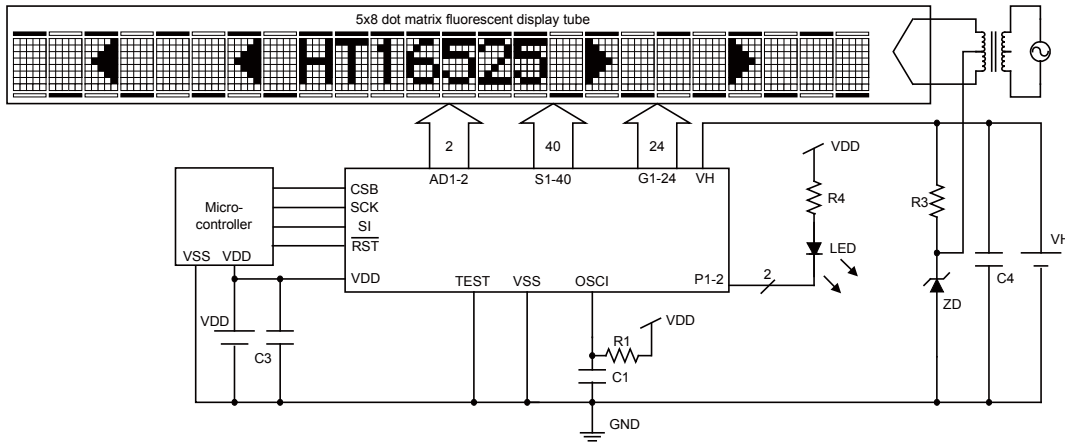 5x8 dot matrix fluorescent display tube
HT16525
2
40
24
AD1-2
S1-40
G1-24
VH
VDD
R4
R3
LED
Micro-
controller
CSB
SCK
SI
RST
VSS
VDD
VDD
TEST
VSS
OSCI
P1-2
2
ZD
C4
VH
VDD
C3
R1
VDD
C1
GND